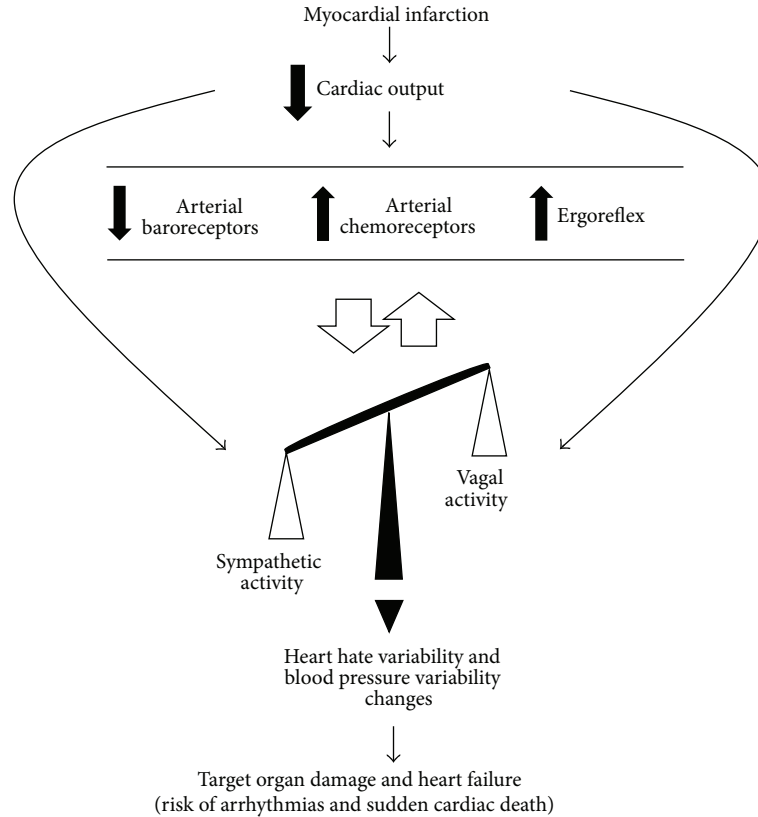 Myocardial infarction
Cardiac output
Arterial
baroreceptors
Arterial
chemoreceptors
Ergoreflex
Vagal
activity
Sympathetic
activity
Heart hate variability and
blood pressure variability
changes
Target organ damage and heart failure
(risk of arrhythmias and sudden cardiac death)